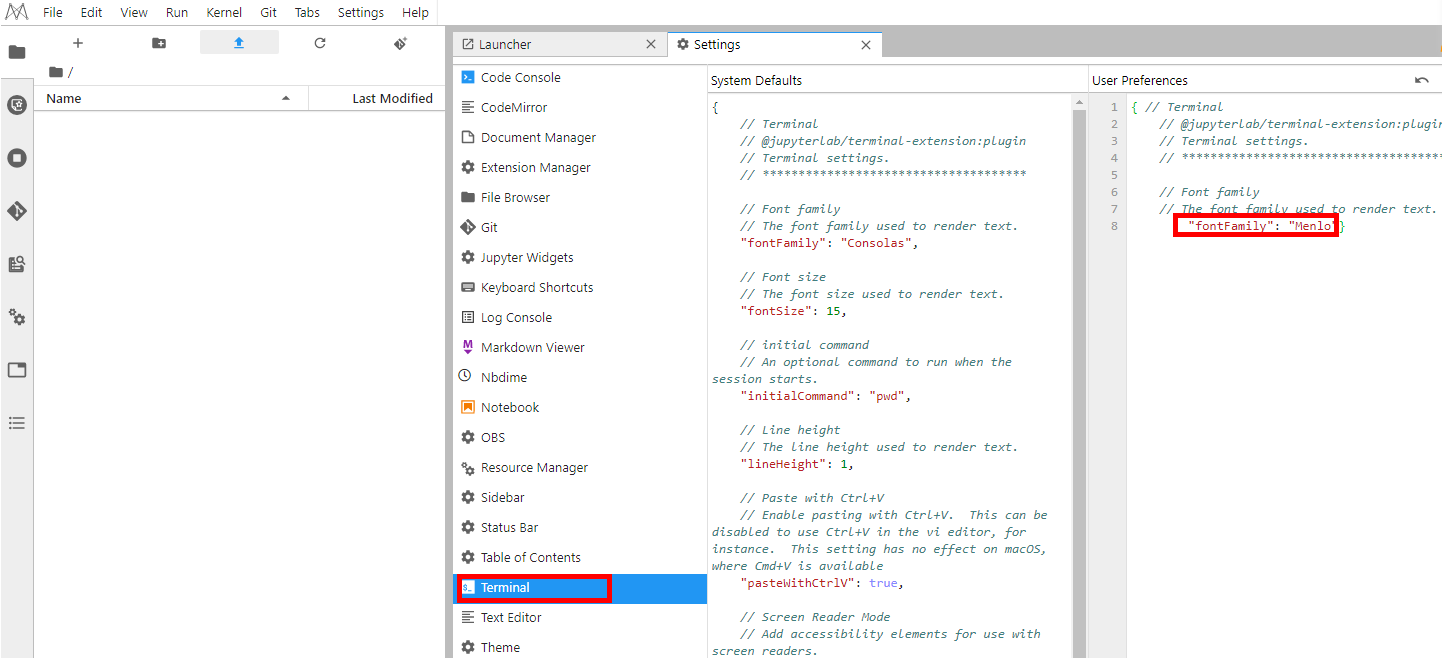 File Edit View Run Kernel Git Tabs Settings Help
Launcher
Settings
/
Name
Last Modified
Code Console
CodeMirror
Document Manager
Extension Manager
File Browser
Git
Jupyter Widgets
Keyboard Shortcuts
Log Console
Markdown Viewer
Nbdime
Notebook
OBS
Resource Manager
Sidebar
Status Bar
Table of Contents
Terminal
Text Editor
Theme
System Defaults
{
// Terminal
// @jupyterlab/terminal-extension:plugin
// Terminal settings.
// *************************************
// Font family
// The font family used to render text.
"fontFamily": "Consolas",
// Font size
// The font size used to render text.
"fontSize": 15,
// initial command
// An optional command to run when the
session starts.
"initialCommand": "pwd",
// Line height
// The line height used to render text.
"lineHeight": 1,
// Paste with Ctrl+V
// Enable pasting with Ctrl+V.  This can be
disabled to use Ctrl+V in the vi editor, for
instance.  This setting has no effect on macOS,
where Cmd+V is available
"pasteWithCtrlV": true,
// Screen Reader Mode
// Add accessibility elements for use with
screen readers.
User Preferences
1 { // Terminal
2 // @jupyterlab/terminal-extension:plugin
3 // Terminal settings.
4 // *************************************
5
6 // Font family
7 // The font family used to render text.
8 "fontFamily": "Menlo"}